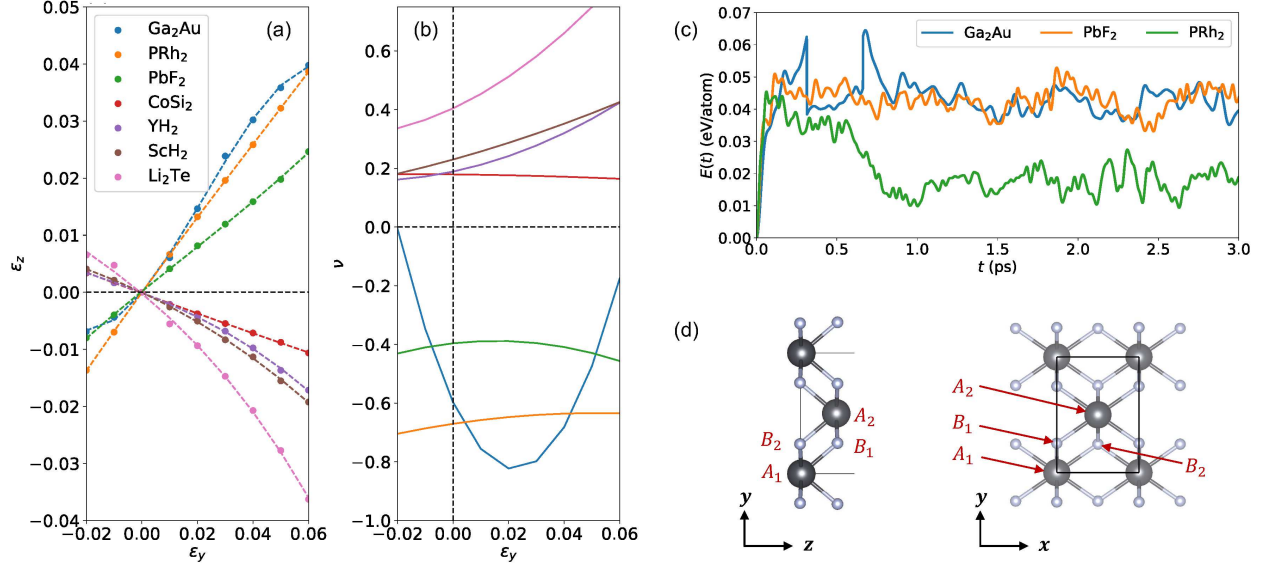 (a)
0.05
0.04
0.03
0.02
0.01
0.00
−0.01
−0.02
−0.03
−0.04
ε_z
Ga₂Au
PRh₂
PbF₂
CoSi₂
YH₂
ScH₂
Li₂Te
−0.02 0.00 0.02 0.04 0.06
ε_y
(b)
0.6
0.4
0.2
0.0
−0.2
−0.4
−0.6
−0.8
−1.0
ν
−0.02 0.00 0.02 0.04 0.06
ε_y
(c)
0.07
0.06
0.05
0.04
0.03
0.02
0.01
0.00
E(t) (eV/atom)
Ga₂Au PbF₂ PRh₂
0.0 0.5 1.0 1.5 2.0 2.5 3.0
t (ps)
(d)
A₂
B₂ B₁
A₁
y
z
A₂
B₁
A₁
B₂
y
x